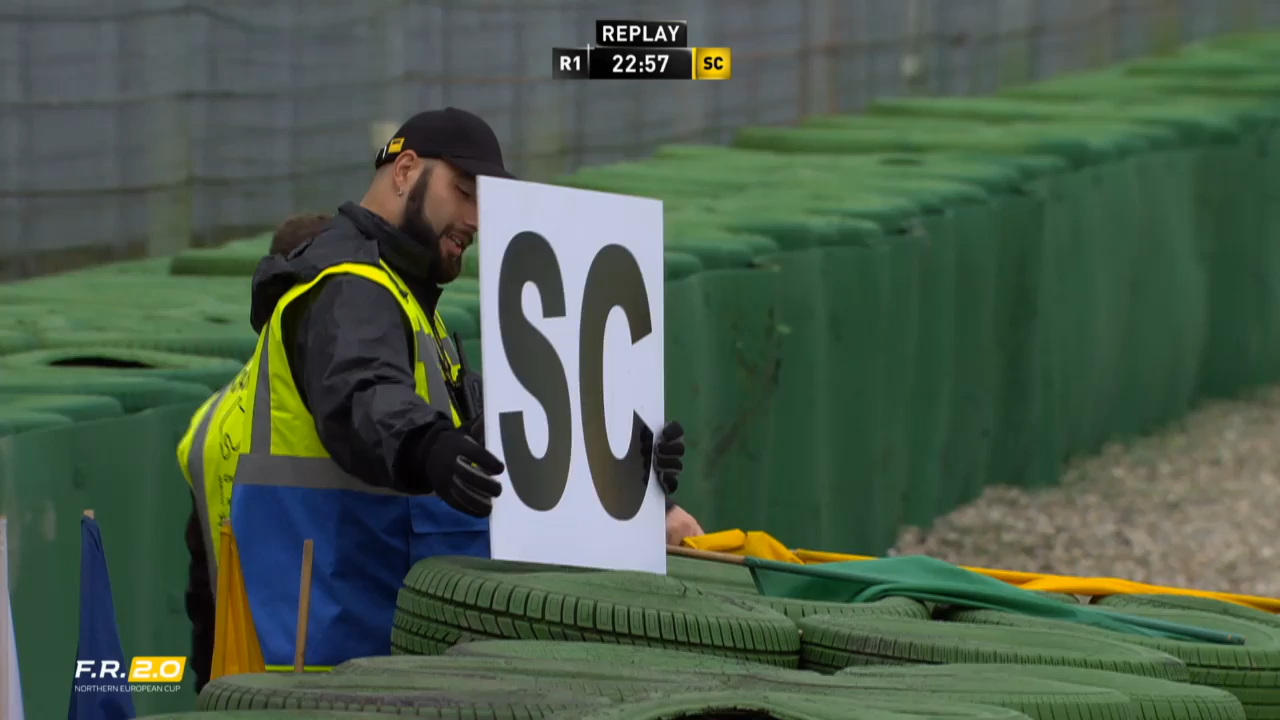 REPLAY
R1 22:57 SC
SC
F.R. 2.0
NORTHERN EUROPEAN CUP